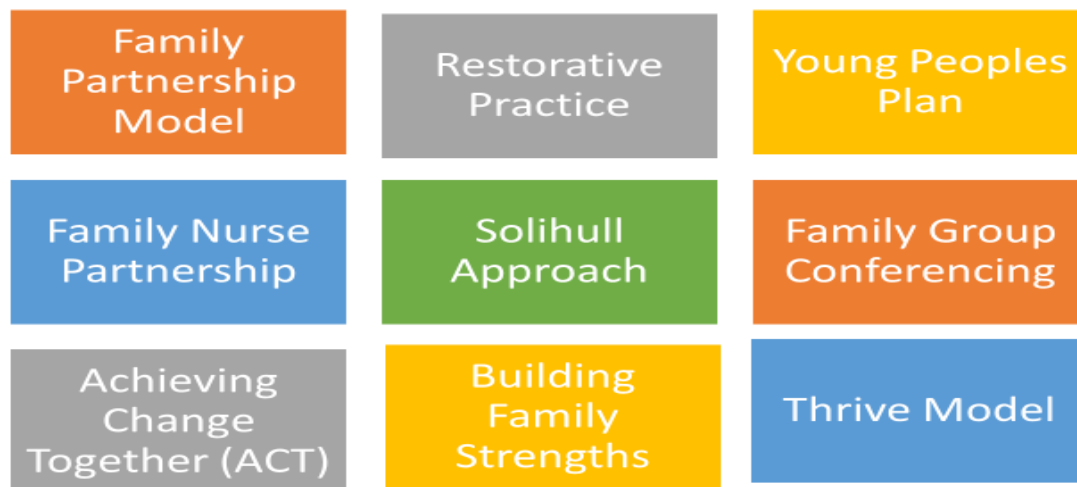 Family
Partnership
Model
Restorative
Practice
Young Peoples
Plan
Family Nurse
Partnership
Solihull
Approach
Family Group
Conferencing
Achieving
Change
Together (ACT)
Building
Family
Strengths
Thrive Model